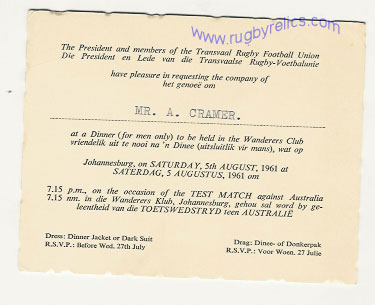 www.rugbyrelics.com
The President and members of the Transvaal Rugby Football Union
Die President en Lede van die Transvaalse Rugby-Voetbalunie
have pleasure in requesting the company of
het genoeë om
MR. A. CRAMER.
at a Dinner (for men only) to be held in the Wanderers Club
vriendelik uit te nooi na 'n Dinee (uitsluitlik vir mans), wat op
Johannesburg, on SATURDAY, 5th AUGUST, 1961 at
SATERDAG, 5 AUGUSTUS, 1961 om
7.15 p.m., on the occasion of the TEST MATCH against Australia
7.15 nm. in die Wanderers Klub, Johannesburg, gehou sal word by ge-
leentheid van die TOETSWEDSTRYD teen AUSTRALIË
Dress: Dinner Jacket or Dark Suit
R.S.V.P.: Before Wed. 27th July
Drag: Dinee- of Donkerpak
R.S.V.P.: Voor Woen. 27 Julie